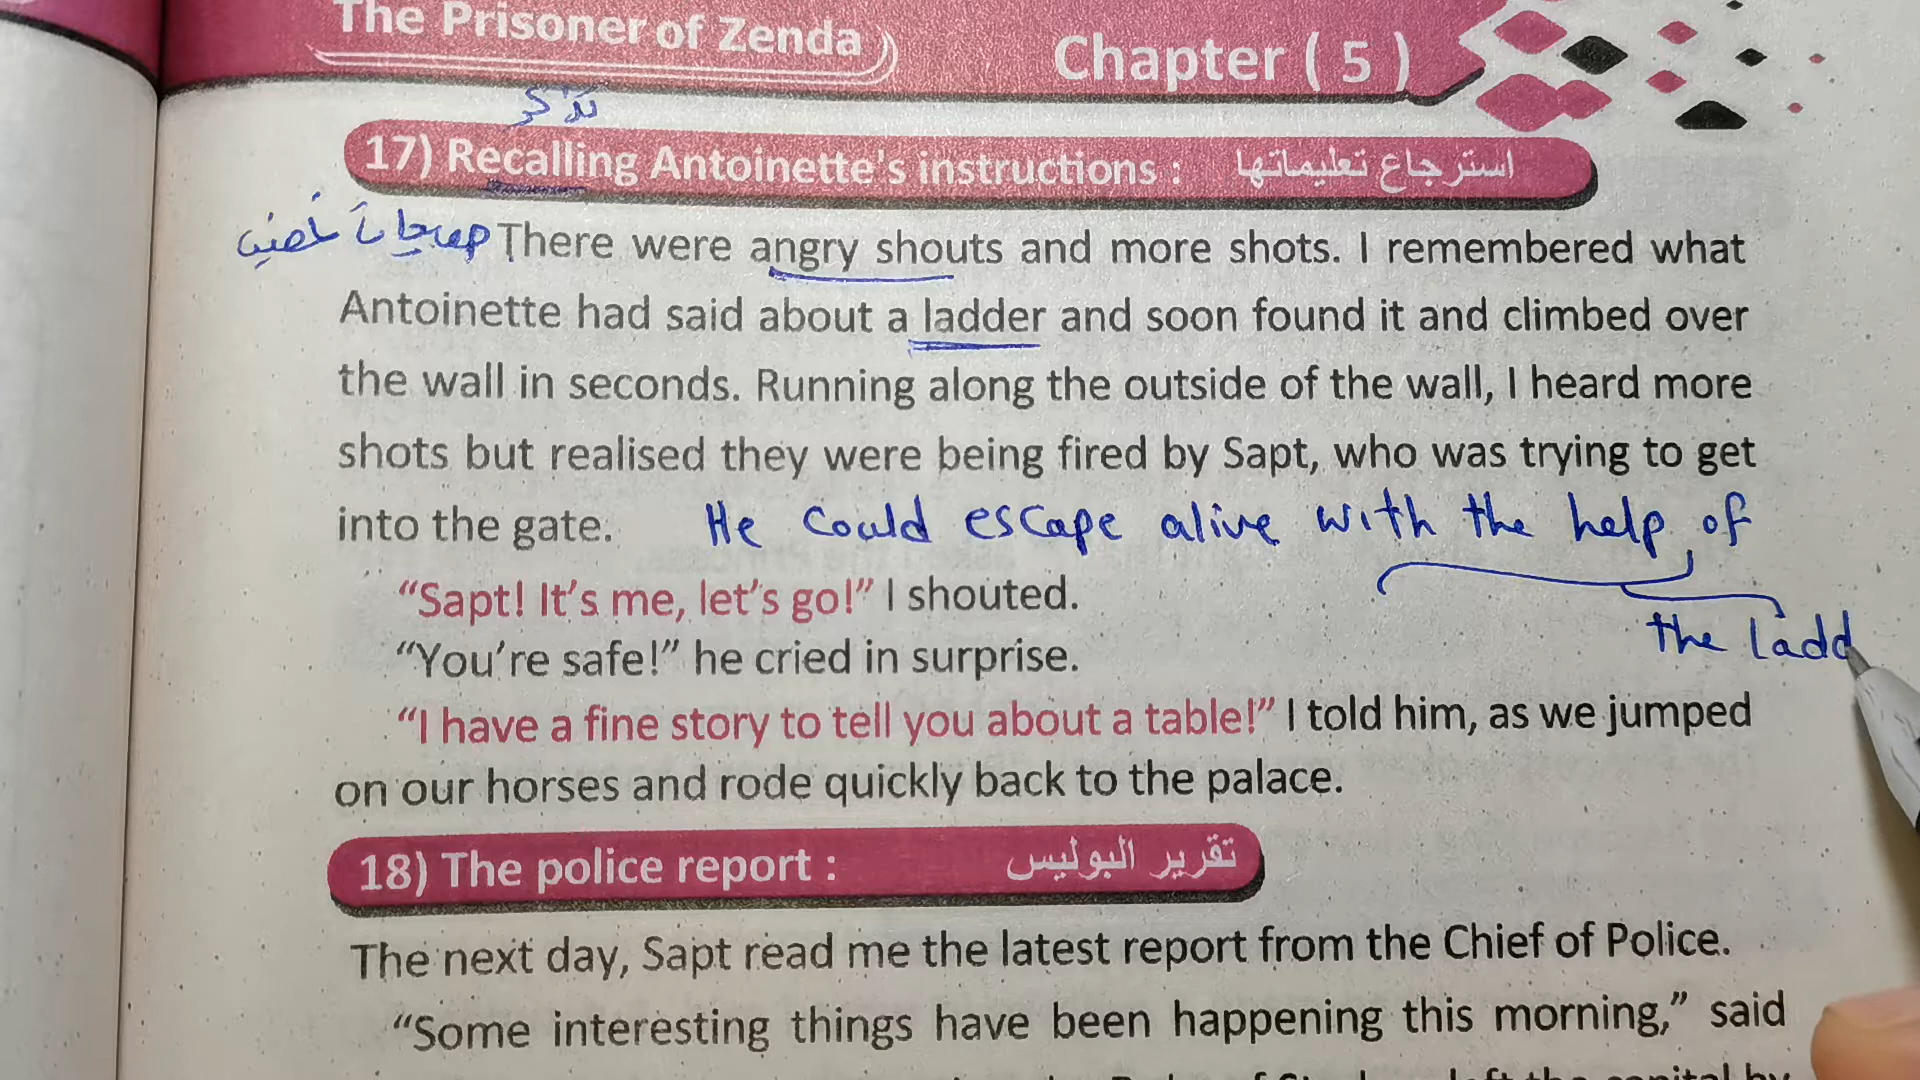 The Prisoner of Zenda
Chapter ( 5 )
تذكر
17) Recalling Antoinette's instructions : استرجاع تعليماتها
There were angry shouts and more shots. I remembered what
Antoinette had said about a ladder and soon found it and climbed over
the wall in seconds. Running along the outside of the wall, I heard more
shots but realised they were being fired by Sapt, who was trying to get
into the gate. He could escape alive with the help of
“Sapt! It’s me, let’s go!” I shouted.
the ladd
“You’re safe!” he cried in surprise.
“I have a fine story to tell you about a table!” I told him, as we jumped
on our horses and rode quickly back to the palace.
18) The police report : تقرير البوليس
The next day, Sapt read me the latest report from the Chief of Police.
“Some interesting things have been happening this morning,” said